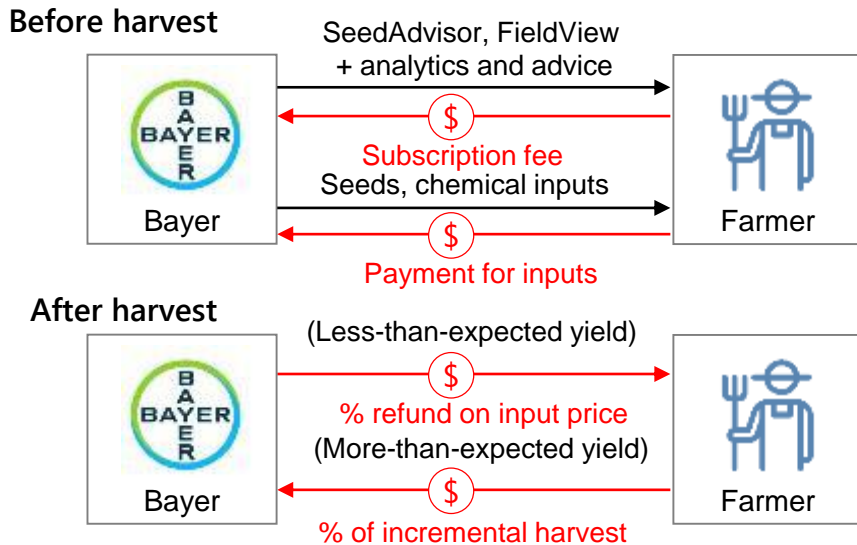 Before harvest
SeedAdvisor, FieldView
+ analytics and advice
$
Subscription fee
Seeds, chemical inputs
$
Payment for inputs
BAYER
BAYER
Bayer
Farmer
After harvest
(Less-than-expected yield)
$
% refund on input price
(More-than-expected yield)
$
% of incremental harvest
BAYER
BAYER
Bayer
Farmer